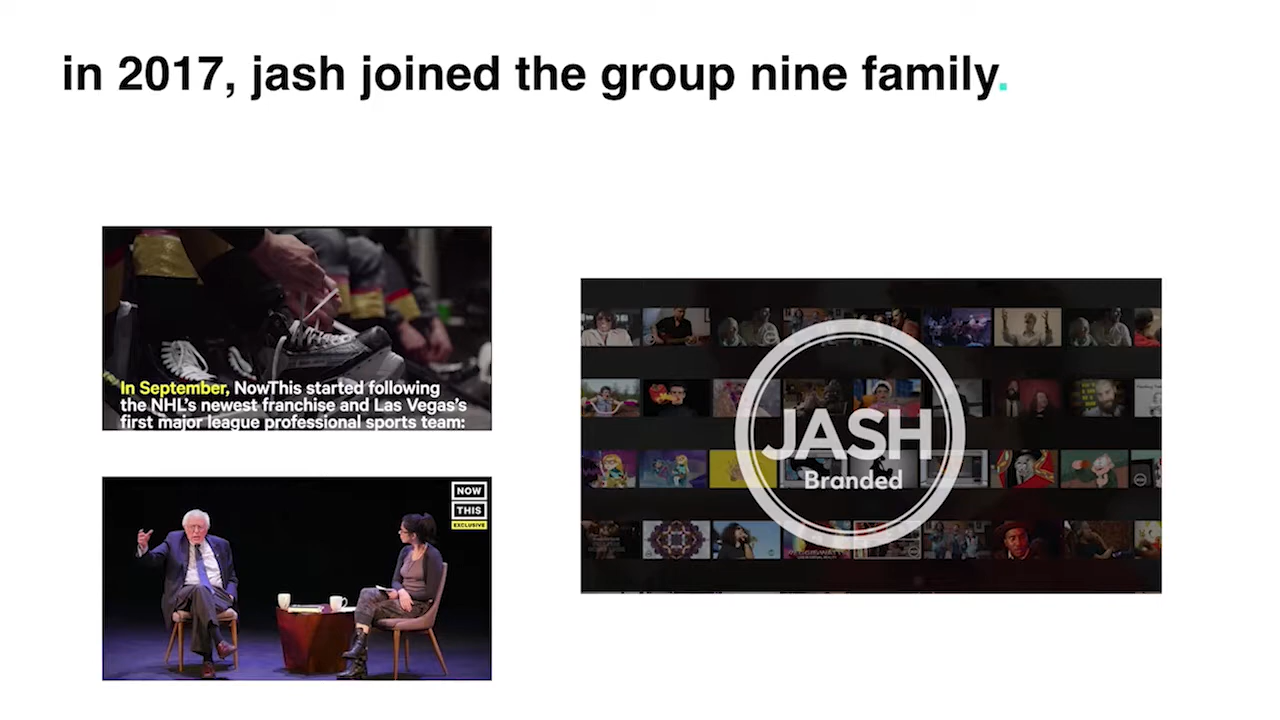 in 2017, jash joined the group nine family.
In September, NowThis started following
the NHL's newest franchise and Las Vegas's
first major league professional sports team:
NOW
THIS
EXCLUSIVE
JASH
Branded